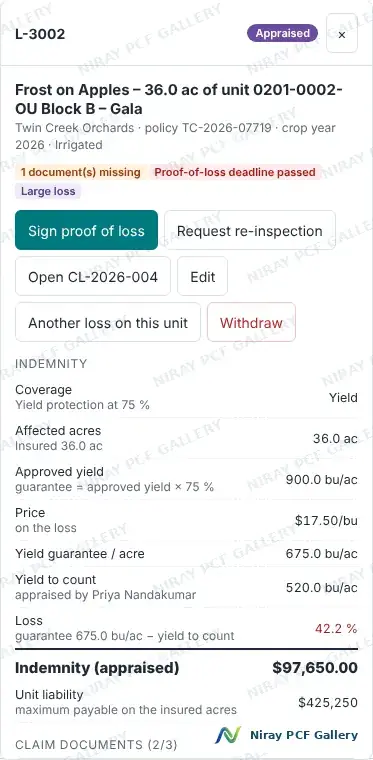 L-3002
Appraised
×
Frost on Apples – 36.0 ac of unit 0201-0002-
OU Block B – Gala
Twin Creek Orchards · policy TC-2026-07719 · crop year
2026 · Irrigated
1 document(s) missing Proof-of-loss deadline passed
Large loss
Sign proof of loss Request re-inspection
Open CL-2026-004 Edit
Another loss on this unit Withdraw
INDEMNITY
Coverage
Yield protection at 75 %
Yield
Affected acres
Insured 36.0 ac
36.0 ac
Approved yield
guarantee = approved yield × 75 %
900.0 bu/ac
Price
on the loss
$17.50/bu
Yield guarantee / acre 675.0 bu/ac
Yield to count
appraised by Priya Nandakumar
520.0 bu/ac
Loss
guarantee 675.0 bu/ac − yield to count
42.2 %
Indemnity (appraised) $97,650.00
Unit liability
maximum payable on the insured acres
$425,250
CLAIM DOCUMENTS (2/3)
Niray PCF Gallery
NIRAY PCF GALLERY